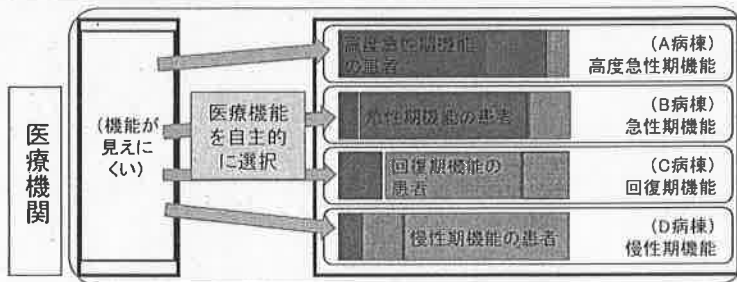 医療機関
(機能が
見えに
くい)
医療機能
を自主的
に選択
高度急性期機能
の患者
(A病棟)
高度急性期機能
急性期機能の患者
(B病棟)
急性期機能
回復期機能の
患者
(C病棟)
回復期機能
慢性期機能の患者
(D病棟)
慢性期機能